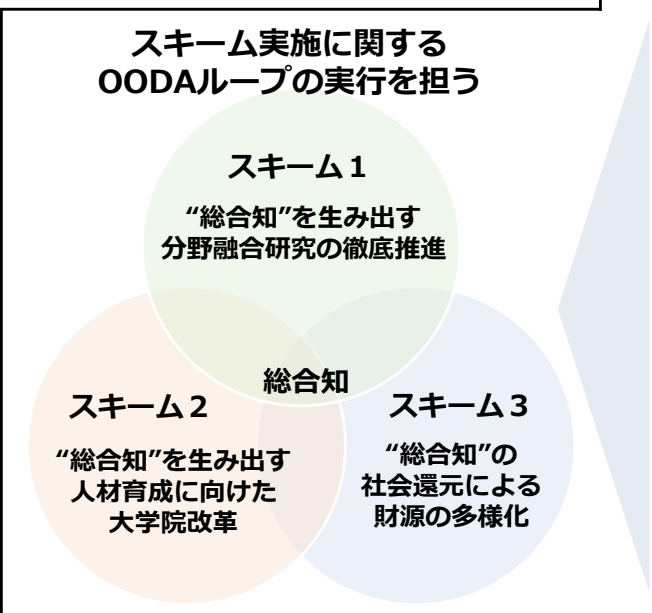 スキーム実施に関する
OODAループの実行を担う
スキーム１
“総合知”を生み出す
分野融合研究の徹底推進
総合知
スキーム２
“総合知”を生み出す
人材育成に向けた
大学院改革
スキーム３
“総合知”の
社会還元による
財源の多様化